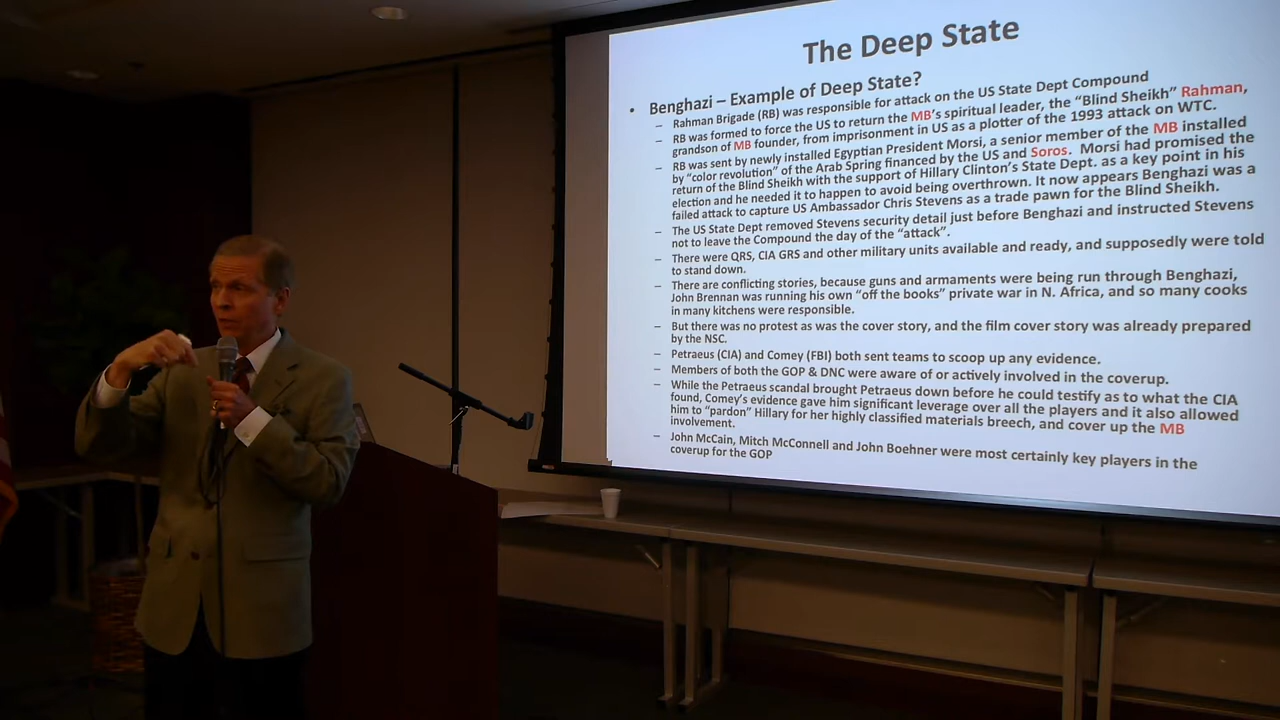 The Deep State
• Benghazi – Example of Deep State?
– Rahman Brigade (RB) was responsible for attack on the US State Dept Compound
– RB was formed to force the US to return the MB's spiritual leader, the "Blind Sheikh" Rahman,
grandson of MB founder, from imprisonment in US as a plotter of the 1993 attack on WTC.
– RB was sent by newly installed Egyptian President Morsi, a senior member of the MB installed
by "color revolution" of the Arab Spring financed by the US and Soros. Morsi had promised the
return of the Blind Sheikh with the support of Hillary Clinton's State Dept. as a key point in his
election and he needed it to happen to avoid being overthrown. It now appears Benghazi was a
failed attack to capture US Ambassador Chris Stevens as a trade pawn for the Blind Sheikh.
– The US State Dept removed Stevens security detail just before Benghazi and instructed Stevens
not to leave the Compound the day of the "attack".
– There were QRS, CIA GRS and other military units available and ready, and supposedly were told
to stand down.
– There are conflicting stories, because guns and armaments were being run through Benghazi,
John Brennan was running his own "off the books" private war in N. Africa, and so many cooks
in many kitchens were responsible.
– But there was no protest as was the cover story, and the film cover story was already prepared
by the NSC.
– Petraeus (CIA) and Comey (FBI) both sent teams to scoop up any evidence.
– Members of both the GOP & DNC were aware of or actively involved in the coverup.
– While the Petraeus scandal brought Petraeus down before he could testify as to what the CIA
found, Comey's evidence gave him significant leverage over all the players and it also allowed
him to "pardon" Hillary for her highly classified materials breech, and cover up the MB
involvement.
– John McCain, Mitch McConnell and John Boehner were most certainly key players in the
coverup for the GOP